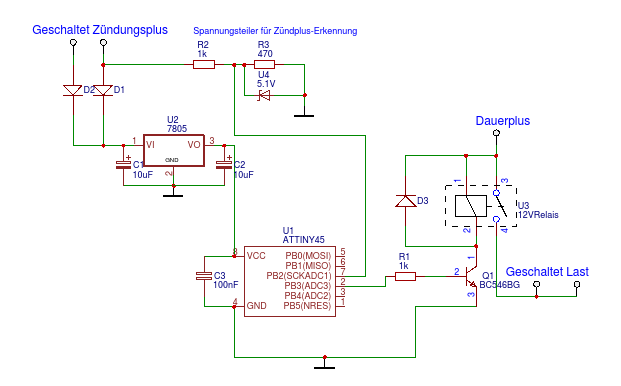 Geschaltet Zündungsplus
Spannungsteiler für Zündplus-Erkennung
R2
1k
R3
470
U4
5.1V
D2
D1
U2
7805
1
VI
VO
3
GND
2
C1
10uF
C2
10uF
Dauerplus
D3
1
3
2
4
U3
12VRelais
U1
ATTINY45
8
VCC
4
GND
PB0(MOSI)
5
PB1(MISO)
6
PB2(SCKADC1)
7
PB3(ADC3)
2
PB4(ADC2)
3
PB5(NRES)
1
C3
100nF
R1
1k
1
2
3
Q1
BC546BG
Geschaltet Last